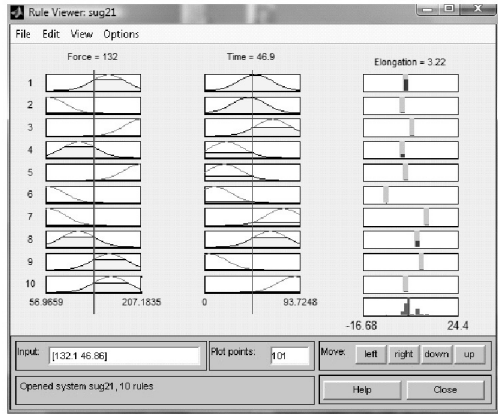 Rule Viewer: sug21
File Edit View Options
Force = 132 Time = 46.9 Elongation = 3.22
1
2
3
4
5
6
7
8
9
10
56.9659 207.1835 0 93.7248
-16.68 24.4
Input: [132.1 46.86] Plot points: 101 Move: left right down up
Opened system sug21, 10 rules Help Close